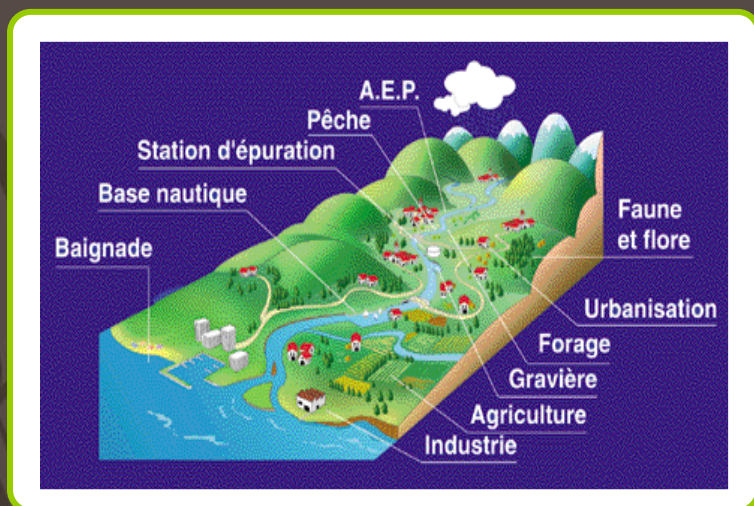 A.E.P.
Pêche
Station d'épuration
Base nautique
Baignade
Faune
et flore
Urbanisation
Forage
Gravière
Agriculture
Industrie